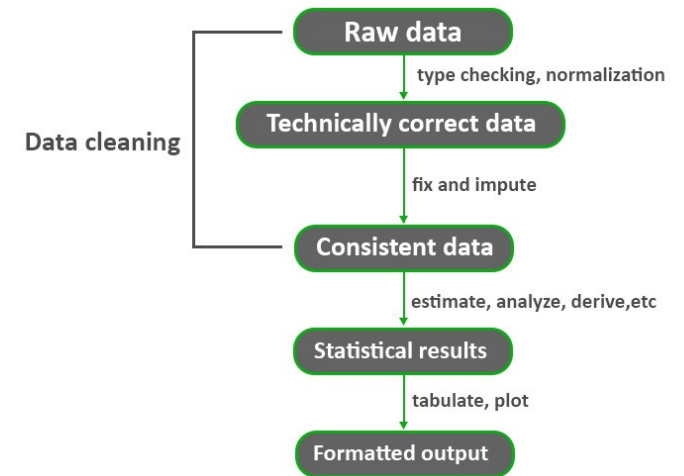 Raw data
type checking, normalization
Technically correct data
Data cleaning
fix and impute
Consistent data
estimate, analyze, derive,etc
Statistical results
tabulate, plot
Formatted output